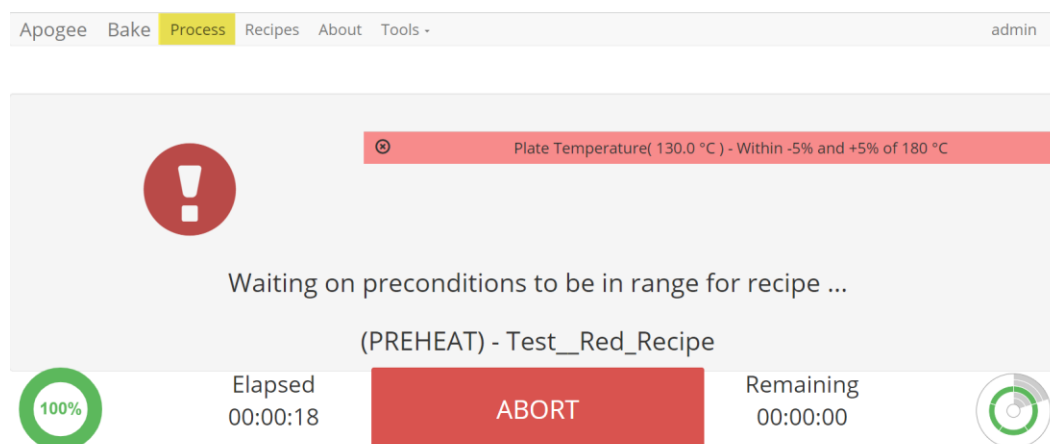 Apogee Bake Process Recipes About Tools admin
Plate Temperature( 130.0 °C ) - Within -5% and +5% of 180 °C
Waiting on preconditions to be in range for recipe ...
(PREHEAT) - Test__Red_Recipe
Elapsed
00:00:18
100%
ABORT
Remaining
00:00:00